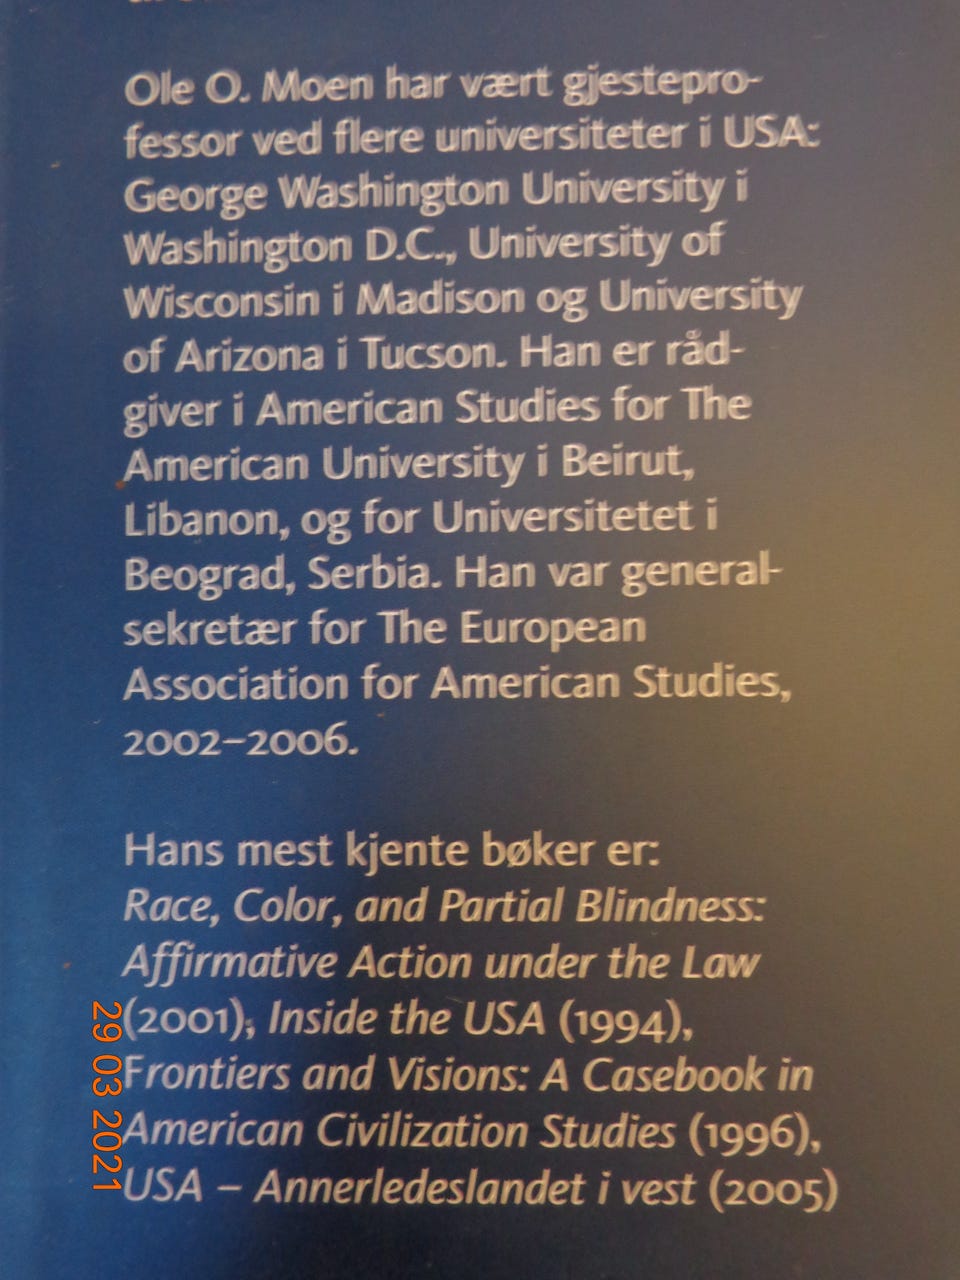 Ole O. Moen har vært gjestepro-
fessor ved flere universiteter i USA:
George Washington University i
Washington D.C., University of
Wisconsin i Madison og University
of Arizona i Tucson. Han er råd-
giver i American Studies for The
American University i Beirut,
Libanon, og for Universitetet i
Beograd, Serbia. Han var general-
sekretær for The European
Association for American Studies,
2002–2006.
Hans mest kjente bøker er:
Race, Color, and Partial Blindness:
Affirmative Action under the Law
(2001), Inside the USA (1994),
Frontiers and Visions: A Casebook in
American Civilization Studies (1996),
USA – Annerledeslandet i vest (2005)
29 03 2021